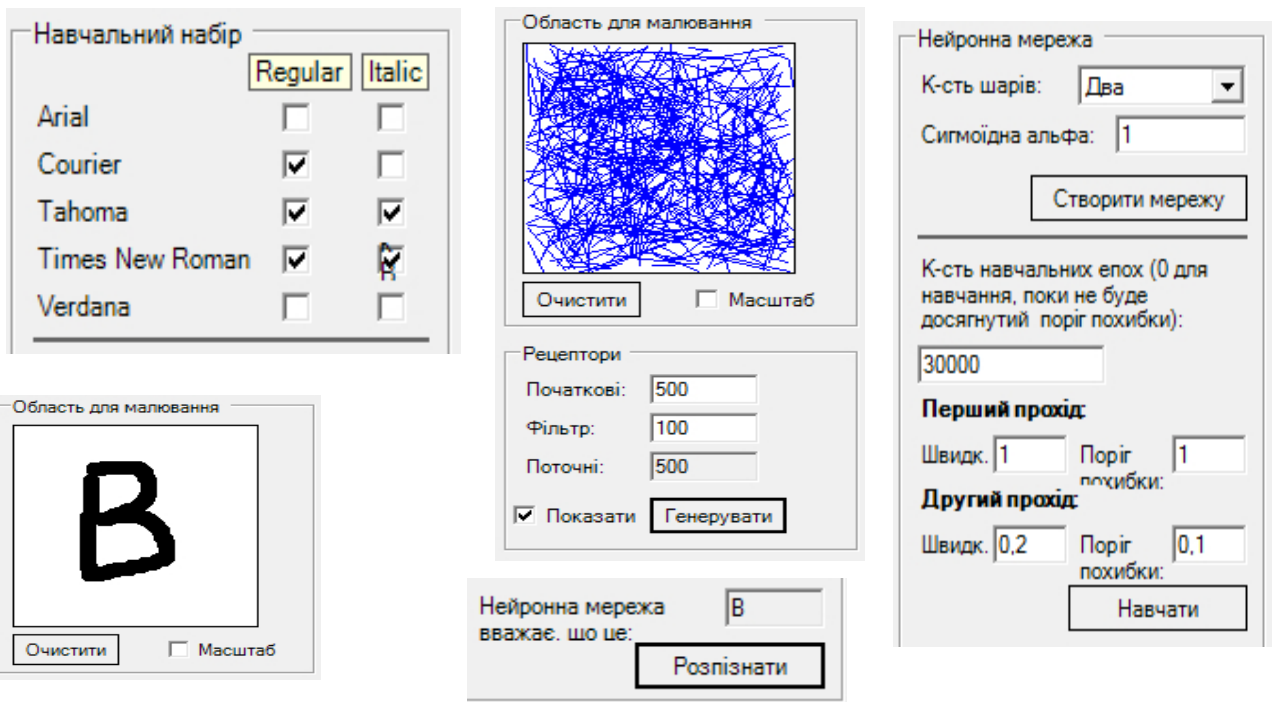 Навчальний набір
Regular Italic
Arial
Courier
Tahoma
Times New Roman
Verdana
Область для малювання
B
Очистити Масштаб
Область для малювання
Очистити Масштаб
Рецептори
Початкові: 500
Фільтр: 100
Поточні: 500
Показати Генерувати
Нейронна мережа B
вважає. що це:
Розпізнати
Нейронна мережа
К-сть шарів: Два
Сигмоїдна альфа: 1
Створити мережу
К-сть навчальних епох (0 для
навчання, поки не буде
досягнутий поріг похибки):
30000
Перший прохід:
Швидк. 1 Поріг 1
похибки:
Другий прохід:
Швидк. 0,2 Поріг 0,1
похибки:
Навчати